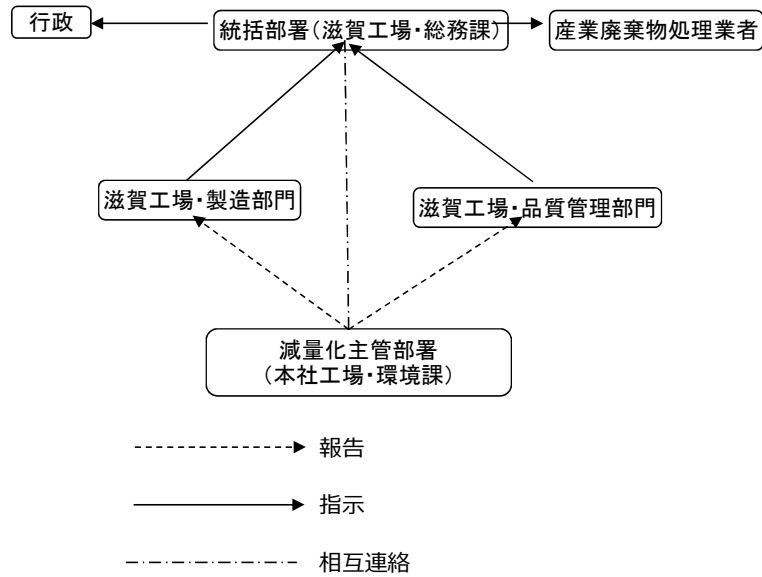 行政
統括部署(滋賀工場・総務課)
産業廃棄物処理業者
滋賀工場・製造部門
滋賀工場・品質管理部門
減量化主管部署
(本社工場・環境課)
報告
指示
相互連絡